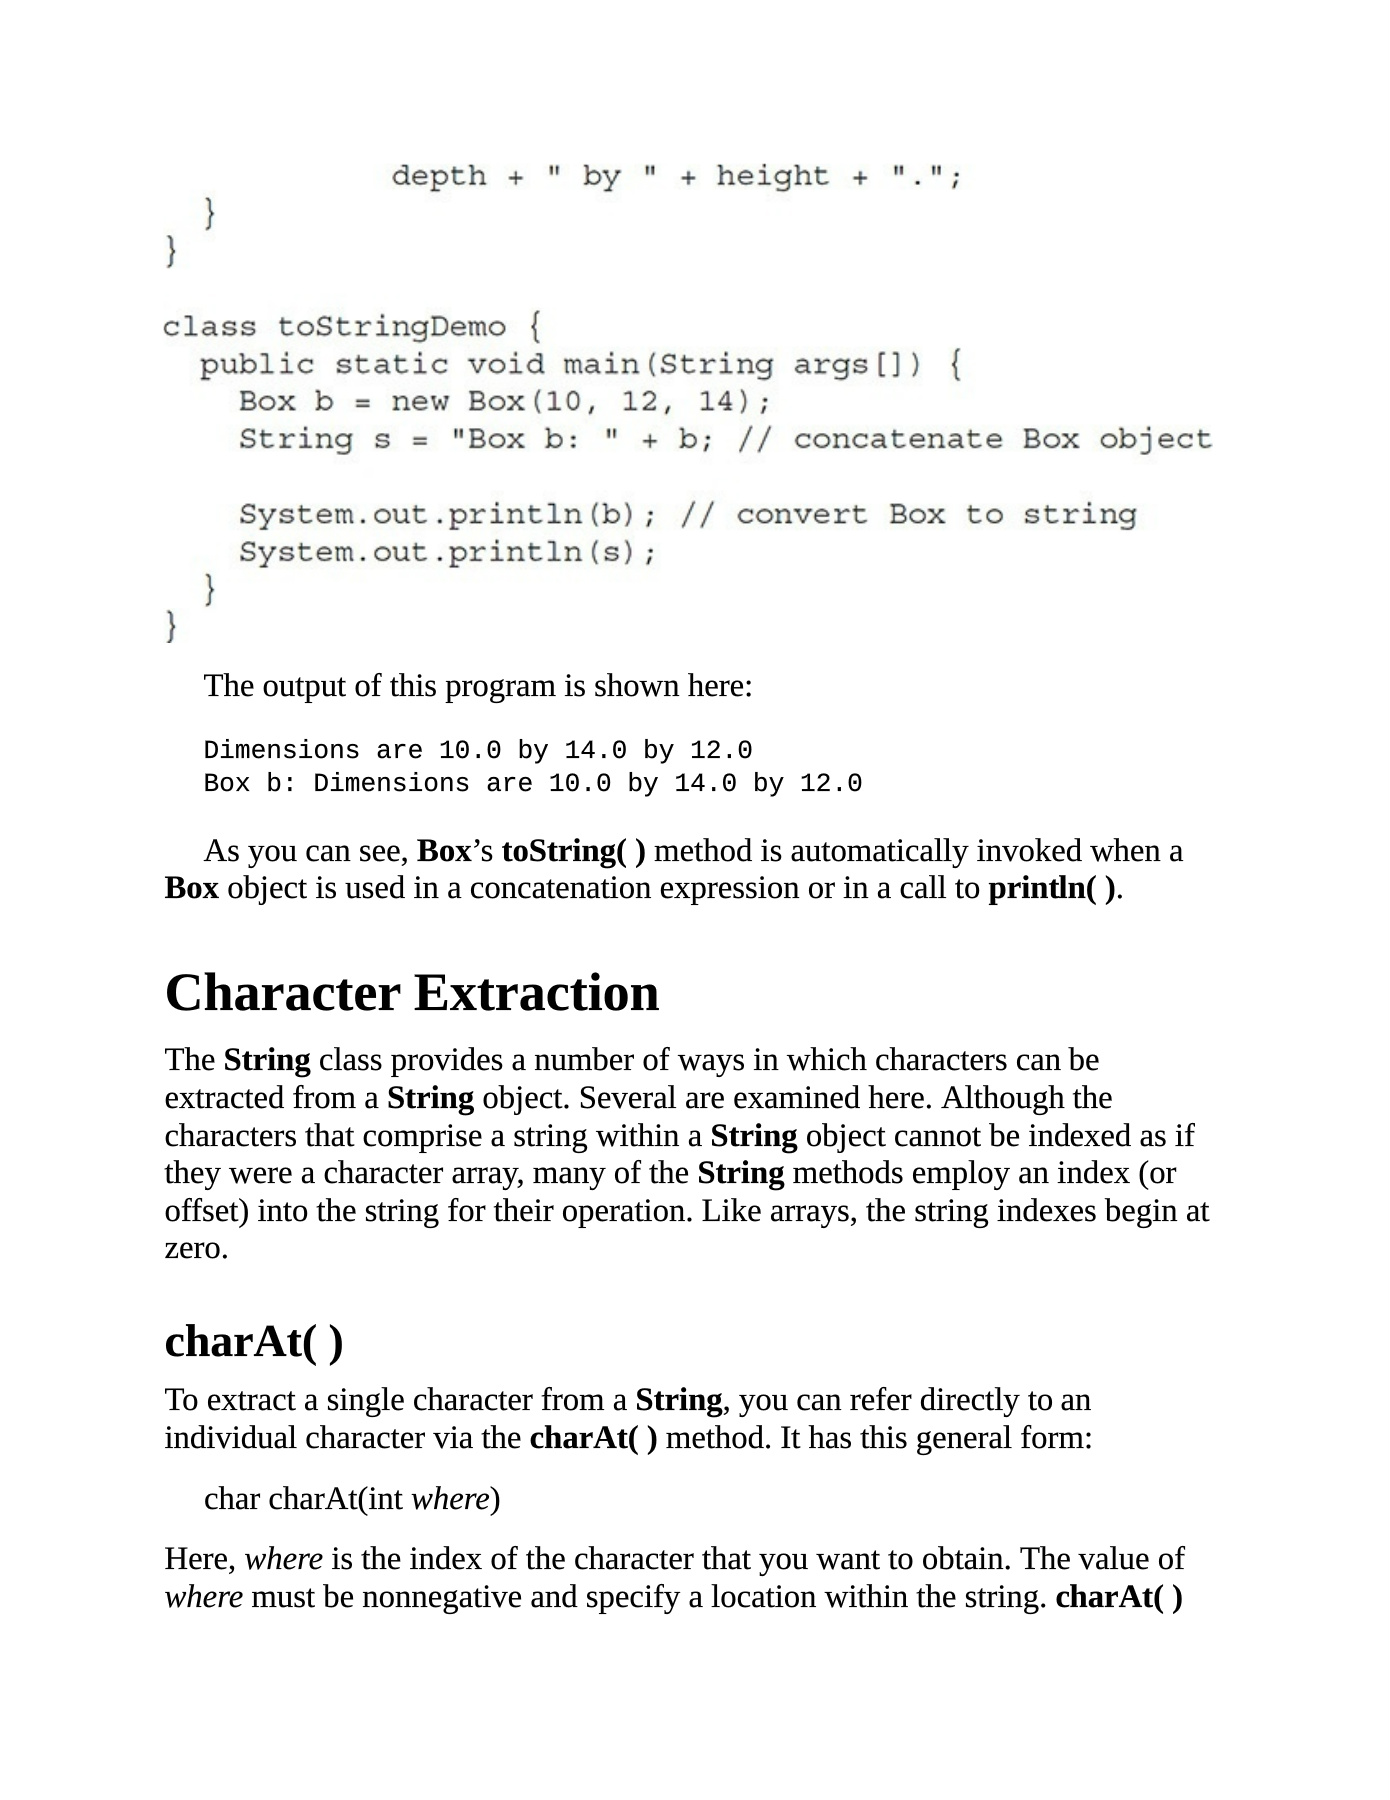 depth + " by " + height + ".";
}
}
class toStringDemo {
public static void main(String args[]) {
Box b = new Box(10, 12, 14);
String s = "Box b: " + b; // concatenate Box object
System.out.println(b); // convert Box to string
System.out.println(s);
}
}
The output of this program is shown here:
Dimensions are 10.0 by 14.0 by 12.0
Box b: Dimensions are 10.0 by 14.0 by 12.0
As you can see, Box’s toString( ) method is automatically invoked when a
Box object is used in a concatenation expression or in a call to println( ).
Character Extraction
The String class provides a number of ways in which characters can be
extracted from a String object. Several are examined here. Although the
characters that comprise a string within a String object cannot be indexed as if
they were a character array, many of the String methods employ an index (or
offset) into the string for their operation. Like arrays, the string indexes begin at
zero.
charAt( )
To extract a single character from a String, you can refer directly to an
individual character via the charAt( ) method. It has this general form:
char charAt(int where)
Here, where is the index of the character that you want to obtain. The value of
where must be nonnegative and specify a location within the string. charAt( )